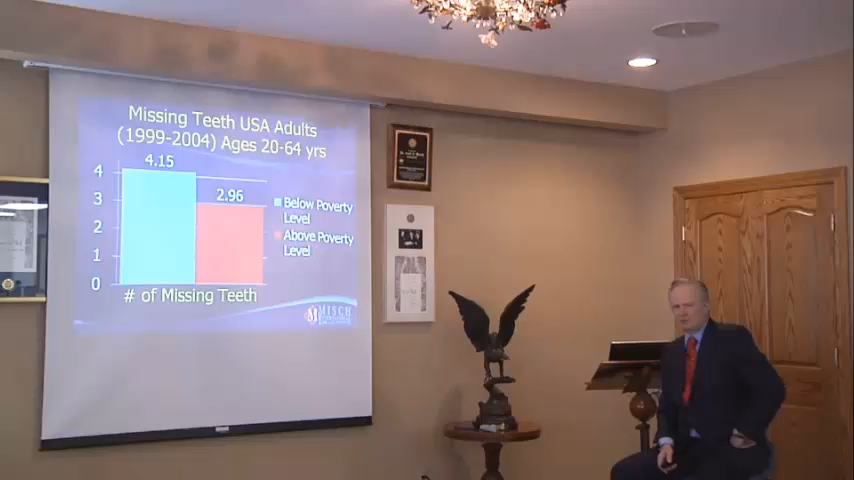 Missing Teeth USA Adults
(1999-2004) Ages 20-64 yrs
4.15
2.96
4
3
2
1
0
Below Poverty
Level
Above Poverty
Level
# of Missing Teeth
MISCH